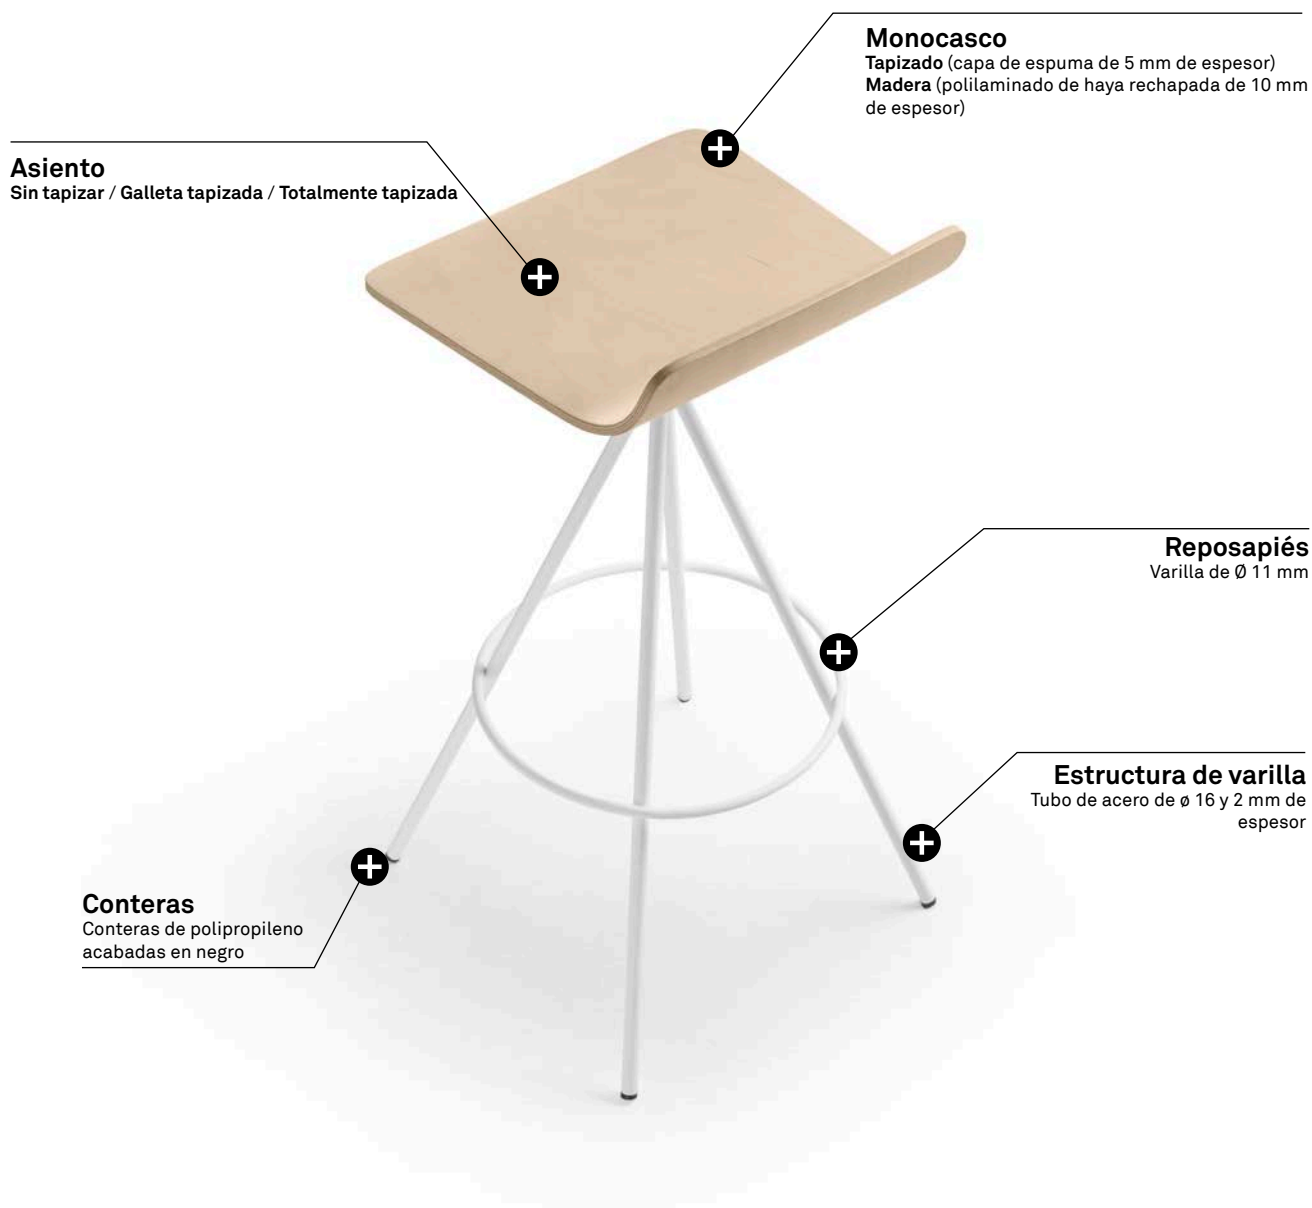 Monocasco
Tapizado (capa de espuma de 5 mm de espesor)
Madera (polilaminado de haya rechapada de 10 mm
de espesor)
Asiento
Sin tapizar / Galleta tapizada / Totalmente tapizada
Reposapiés
Varilla de Ø 11 mm
Estructura de varilla
Tubo de acero de ø 16 y 2 mm de
espesor
Conteras
Conteras de polipropileno
acabadas en negro